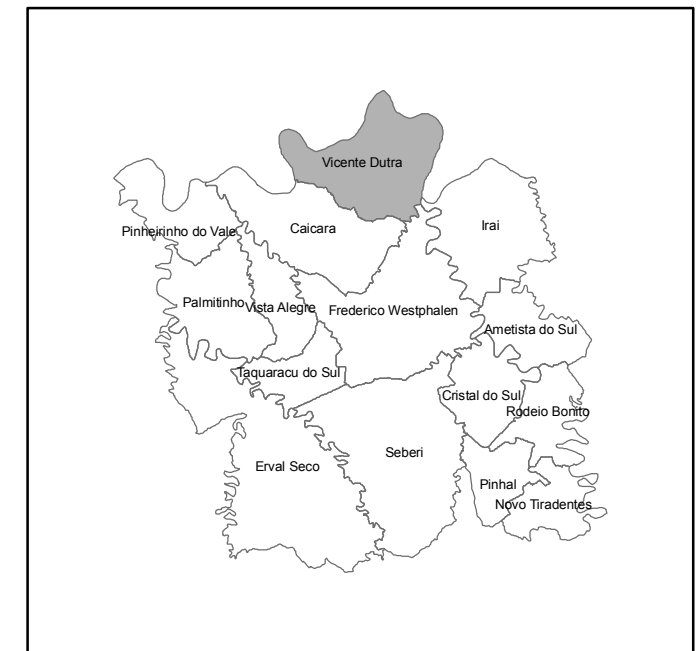 Vicente Dutra
Irai
Caicara
Pinheirinho do Vale
Palmitinho
Vista Alegre
Frederico Westphalen
Ametista do Sul
Taquaracu do Sul
Cristal do Sul
Rodeio Bonito
Seberi
Erval Seco
Pinhal
Novo Tiradentes